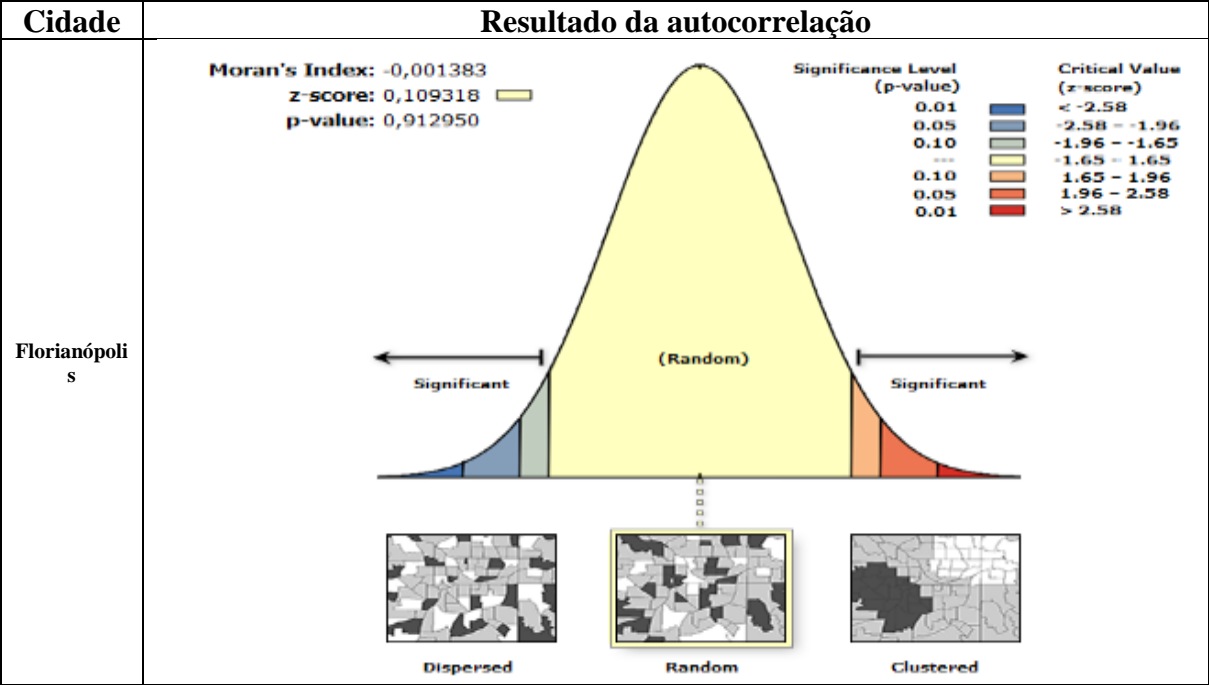 Cidade
Resultado da autocorrelação
Moran's Index: -0,001383
z-score: 0,109318
p-value: 0,912950
Significance Level
(p-value)
Critical Value
(z-score)
0.01 < -2.58
0.05 -2.58 – -1.96
0.10 -1.96 – -1.65
--- -1.65 – 1.65
0.10 1.65 – 1.96
0.05 1.96 – 2.58
0.01 > 2.58
Florianópoli
s
(Random)
Significant
Significant
Dispersed
Random
Clustered